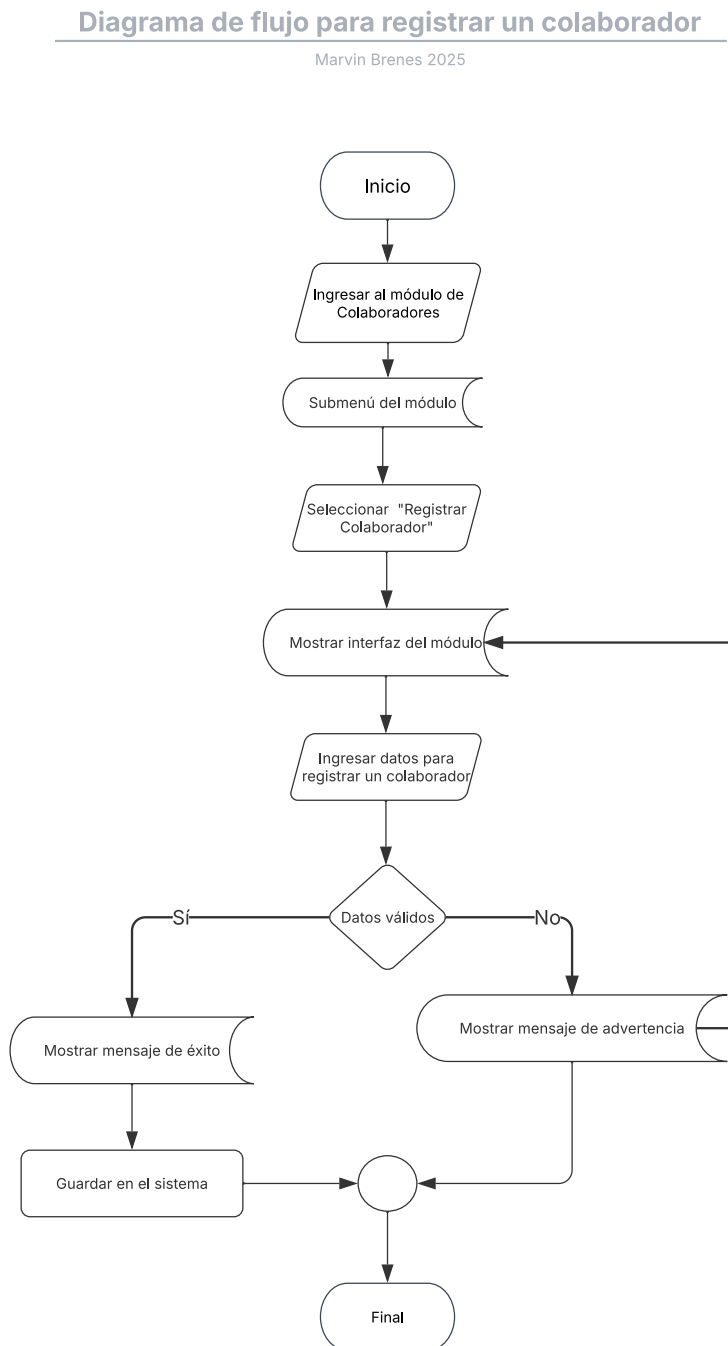 Diagrama de flujo para registrar un colaborador
Marvin Brenes 2025
Inicio
Ingresar al módulo de
Colaboradores
Submenú del módulo
Seleccionar "Registrar
Colaborador"
Mostrar interfaz del módulo
Ingresar datos para
registrar un colaborador
Datos válidos
Sí
No
Mostrar mensaje de advertencia
Mostrar mensaje de éxito
Guardar en el sistema
Final